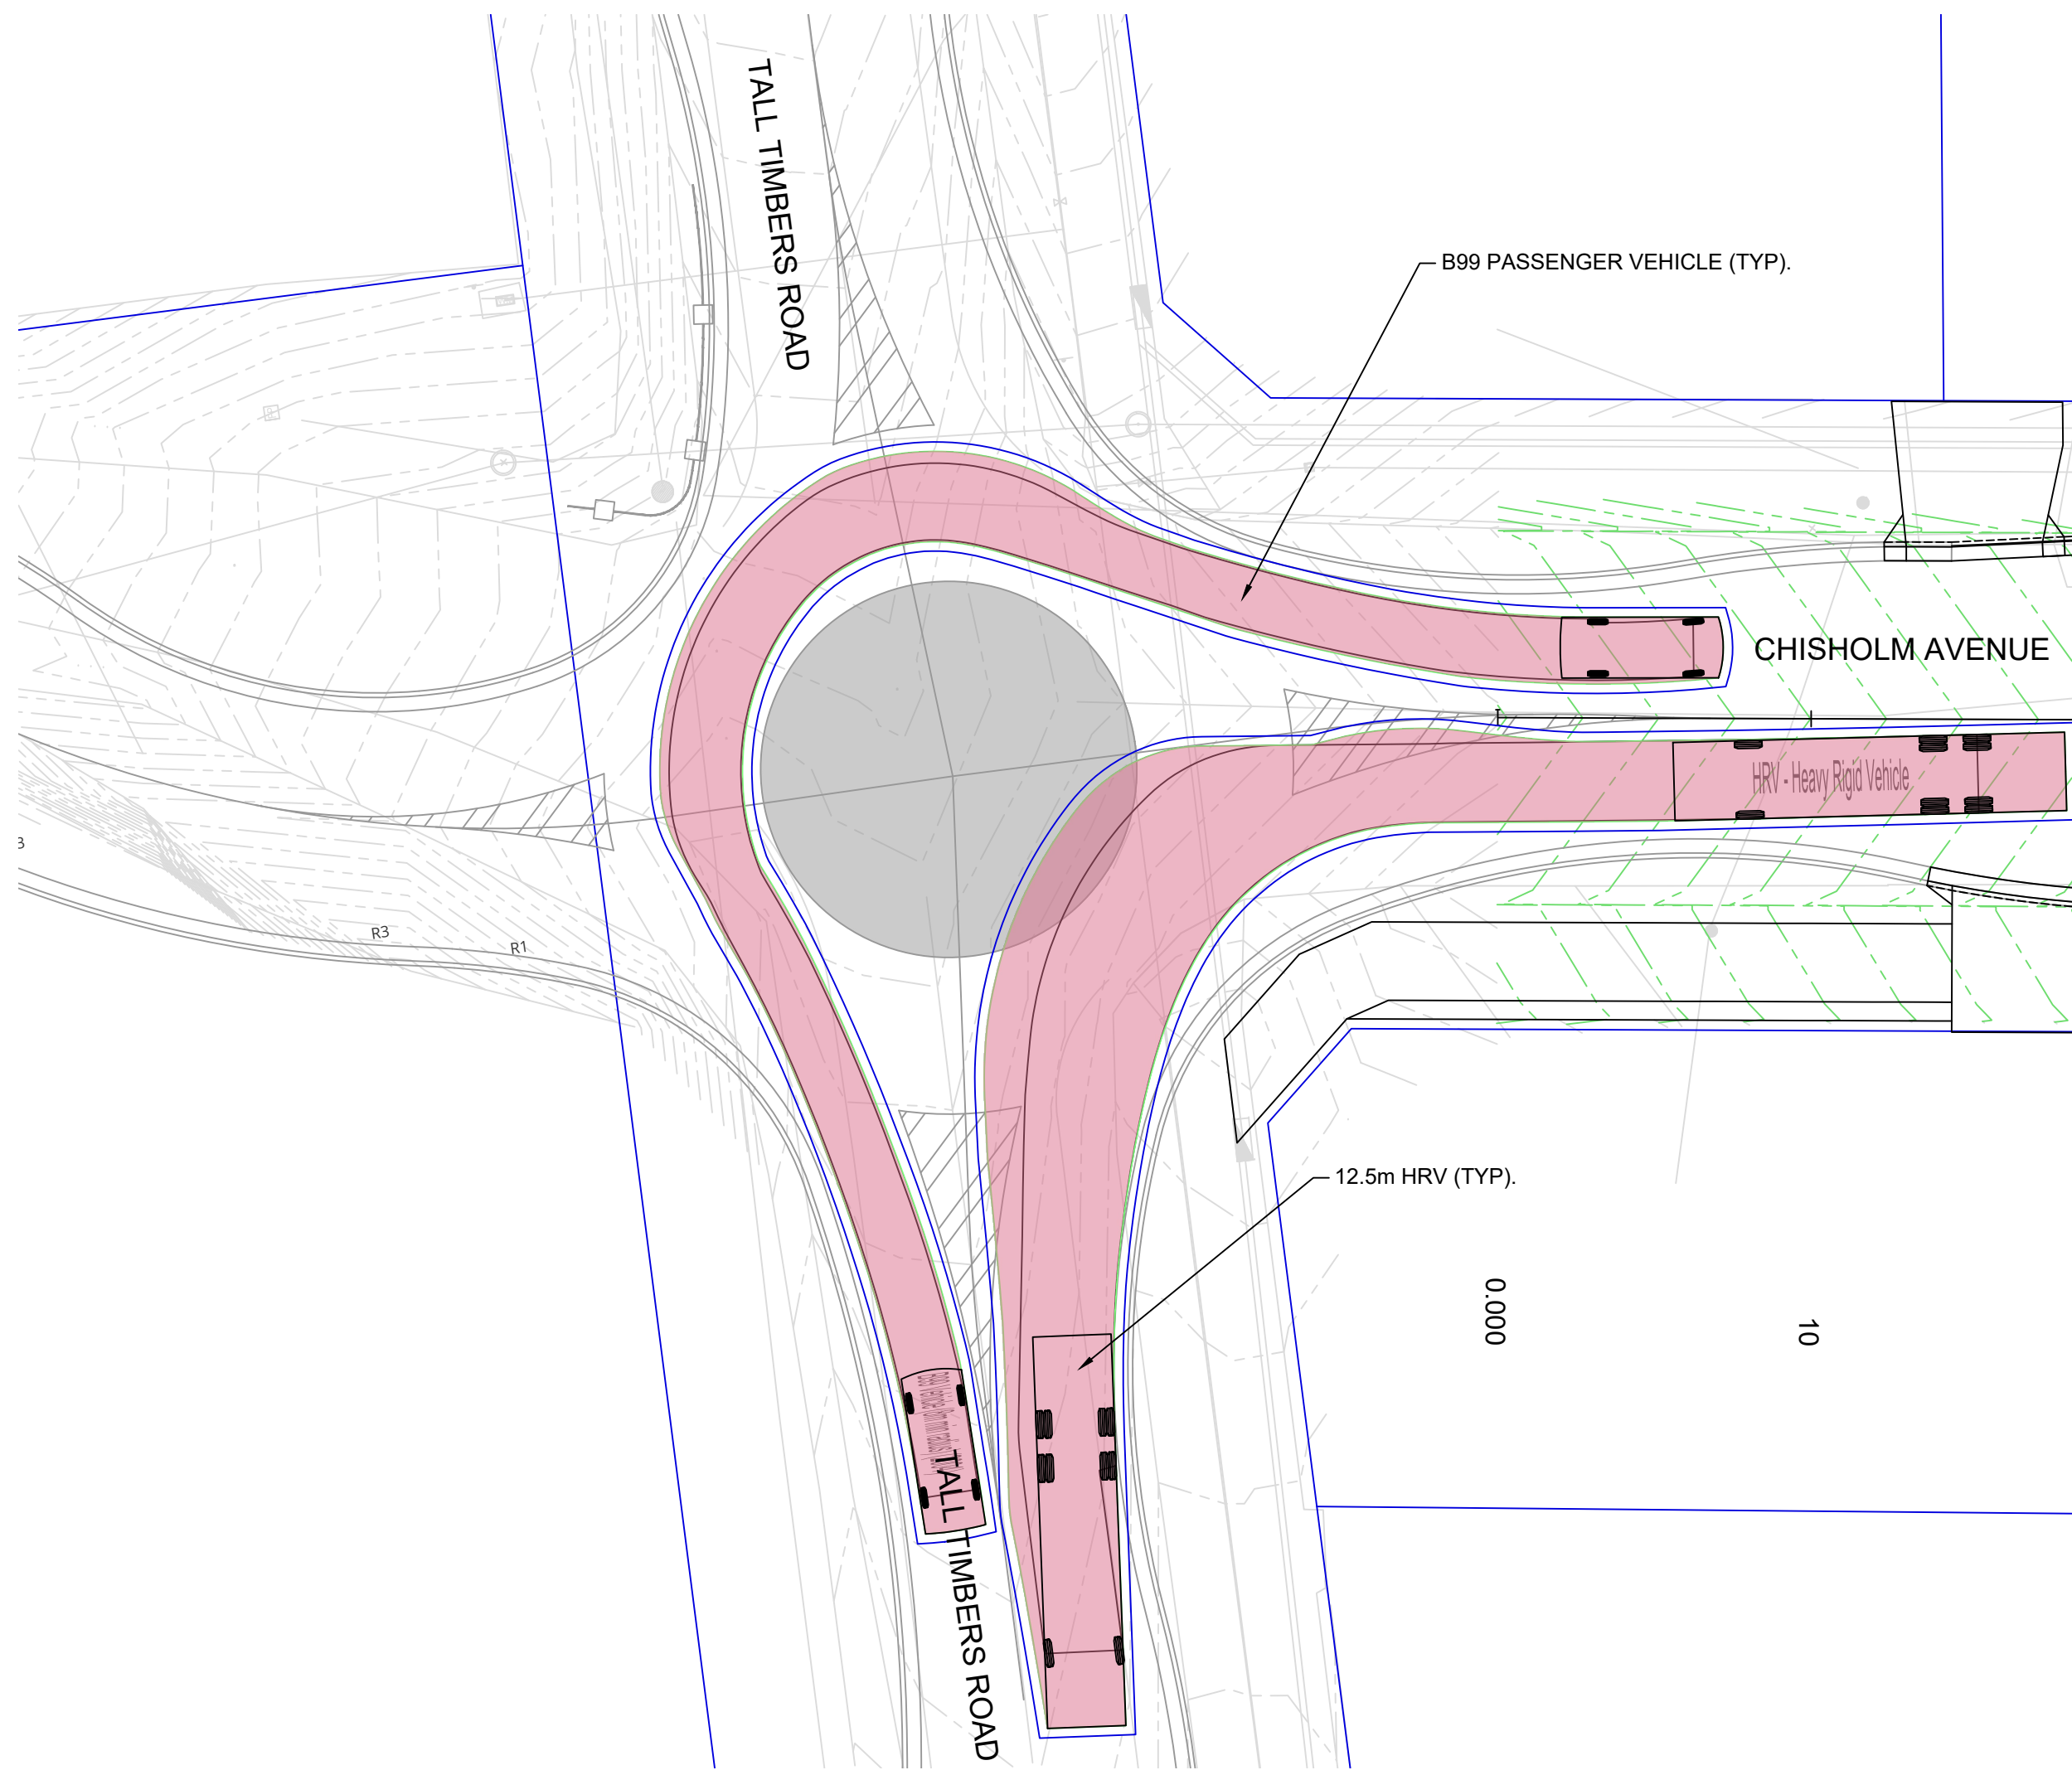 TALL TIMBERS ROAD
B99 PASSENGER VEHICLE (TYP).
CHISHOLM AVENUE
HRV - Heavy Rigid Vehicle
3
R3
R1
12.5m HRV (TYP).
0.000
10
TALL TIMBERS ROAD